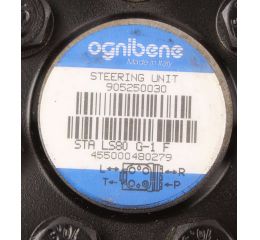 ognibene
Made in Italy
STEERING UNIT
905250030
STA LS80 G-1 F
455000480279
L R
T P